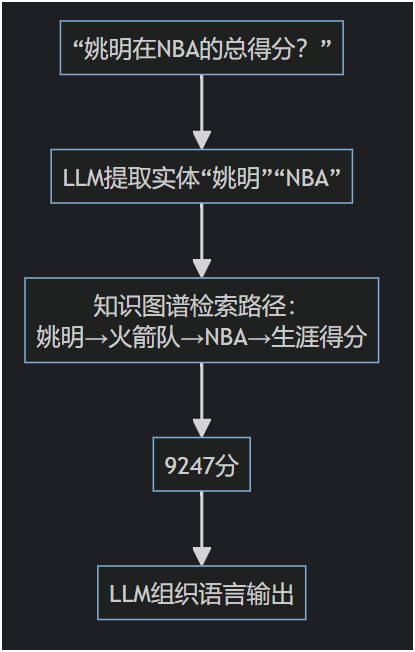 “姚明在NBA的总得分？”
LLM提取实体“姚明”“NBA”
知识图谱检索路径：
姚明→火箭队→NBA→生涯得分
9247分
LLM组织语言输出